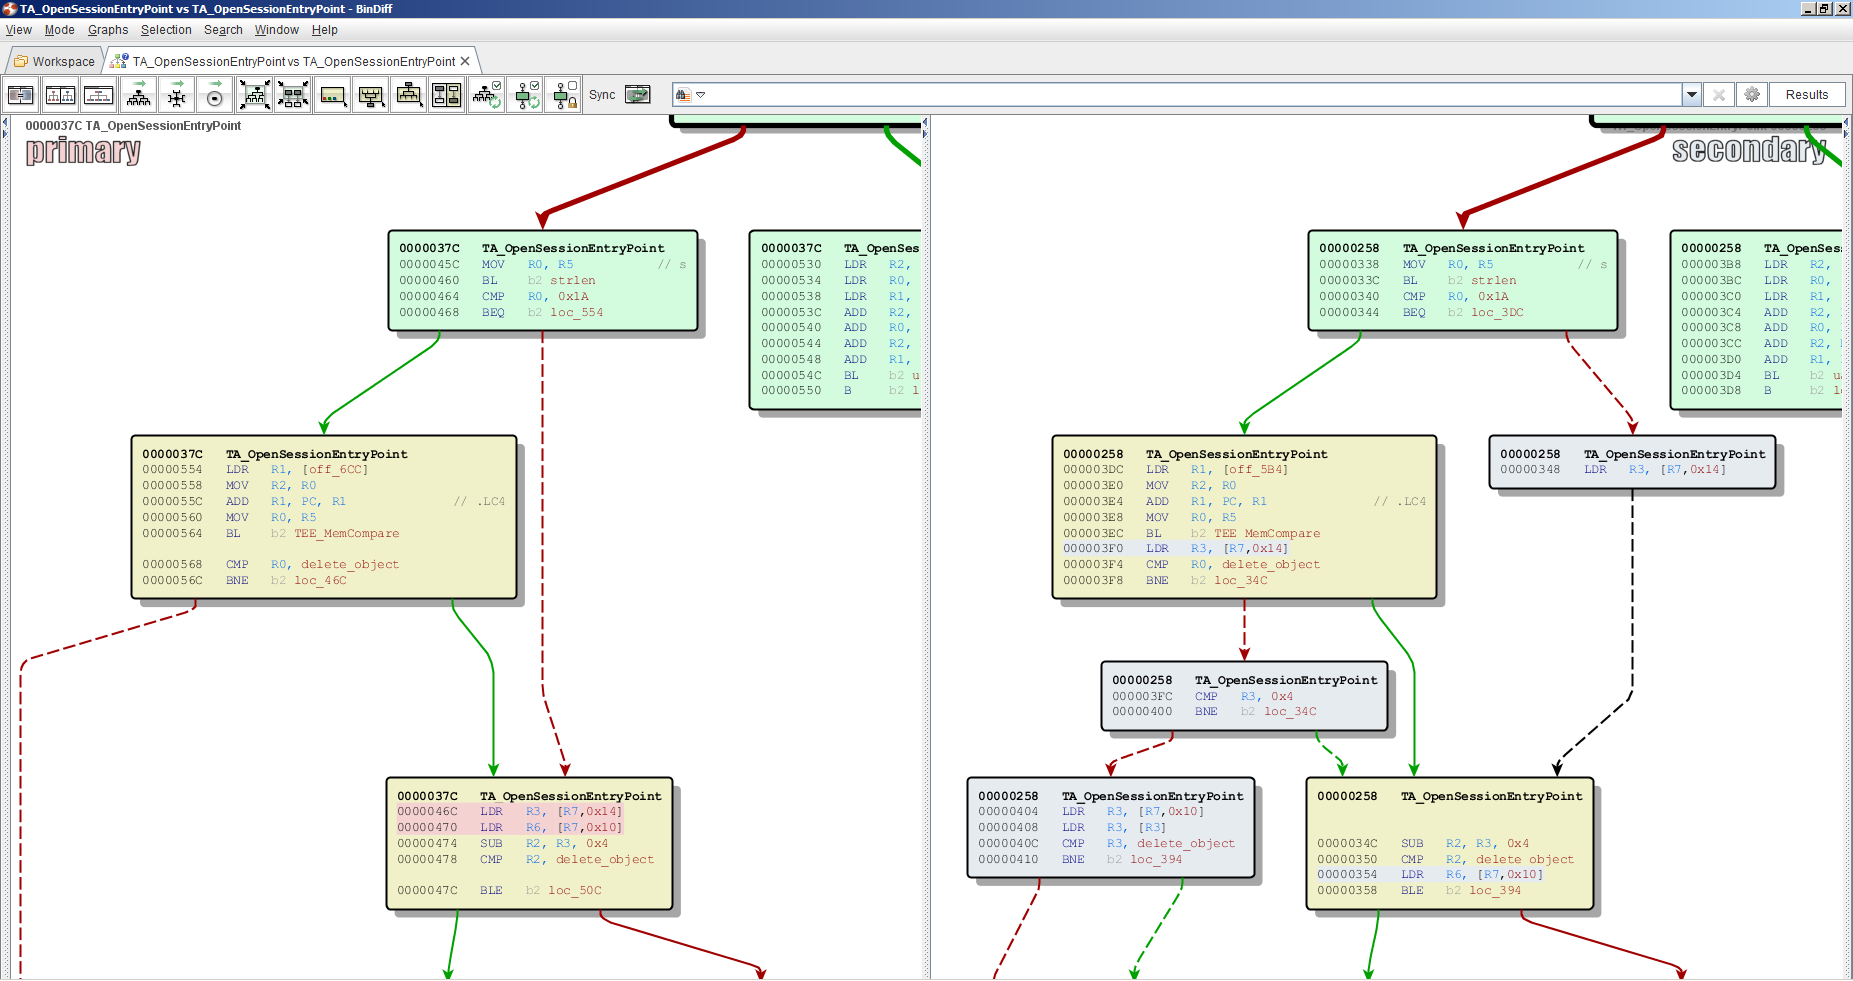 TA_OpenSessionEntryPoint vs TA_OpenSessionEntryPoint - BinDiff
View Mode Graphs Selection Search Window Help
Workspace
TA_OpenSessionEntryPoint vs TA_OpenSessionEntryPoint
Sync
Results
0000037C TA_OpenSessionEntryPoint
primary
0000037C TA_OpenSessionEntryPoint
0000045C MOV R0, R5 // s
00000460 BL b2 strlen
00000464 CMP R0, 0x1A
00000468 BEQ b2 loc_554
0000037C TA_OpenSes
00000530 LDR R2,
00000534 LDR R0,
00000538 LDR R1,
0000053C ADD R2,
00000540 ADD R0,
00000544 ADD R2,
00000548 ADD R1,
0000054C BL b2 u
00000550 B b2 l
0000037C TA_OpenSessionEntryPoint
00000554 LDR R1, [off_6CC]
00000558 MOV R2, R0
0000055C ADD R1, PC, R1 // .LC4
00000560 MOV R0, R5
00000564 BL b2 TEE_MemCompare
00000568 CMP R0, delete_object
0000056C BNE b2 loc_46C
0000037C TA_OpenSessionEntryPoint
0000046C LDR R3, [R7,0x14]
00000470 LDR R6, [R7,0x10]
00000474 SUB R2, R3, 0x4
00000478 CMP R2, delete_object
0000047C BLE b2 loc_50C
secondary
00000258 TA_OpenSessionEntryPoint
00000338 MOV R0, R5 // s
0000033C BL b2 strlen
00000340 CMP R0, 0x1A
00000344 BEQ b2 loc_3DC
00000258 TA_OpenSes
000003B8 LDR R2,
000003BC LDR R0,
000003C0 LDR R1,
000003C4 ADD R2,
000003C8 ADD R0,
000003CC ADD R2,
000003D0 ADD R1,
000003D4 BL b2 u
000003D8 B b2 l
00000258 TA_OpenSessionEntryPoint
000003DC LDR R1, [off_5B4]
000003E0 MOV R2, R0
000003E4 ADD R1, PC, R1 // .LC4
000003E8 MOV R0, R5
000003EC BL b2 TEE_MemCompare
000003F0 LDR R3, [R7,0x14]
000003F4 CMP R0, delete_object
000003F8 BNE b2 loc_34C
00000258 TA_OpenSessionEntryPoint
00000348 LDR R3, [R7,0x14]
00000258 TA_OpenSessionEntryPoint
000003FC CMP R3, 0x4
00000400 BNE b2 loc_34C
00000258 TA_OpenSessionEntryPoint
00000404 LDR R3, [R7,0x10]
00000408 LDR R3, [R3]
0000040C CMP R3, delete_object
00000410 BNE b2 loc_394
00000258 TA_OpenSessionEntryPoint
0000034C SUB R2, R3, 0x4
00000350 CMP R2, delete_object
00000354 LDR R6, [R7,0x10]
00000358 BLE b2 loc_394